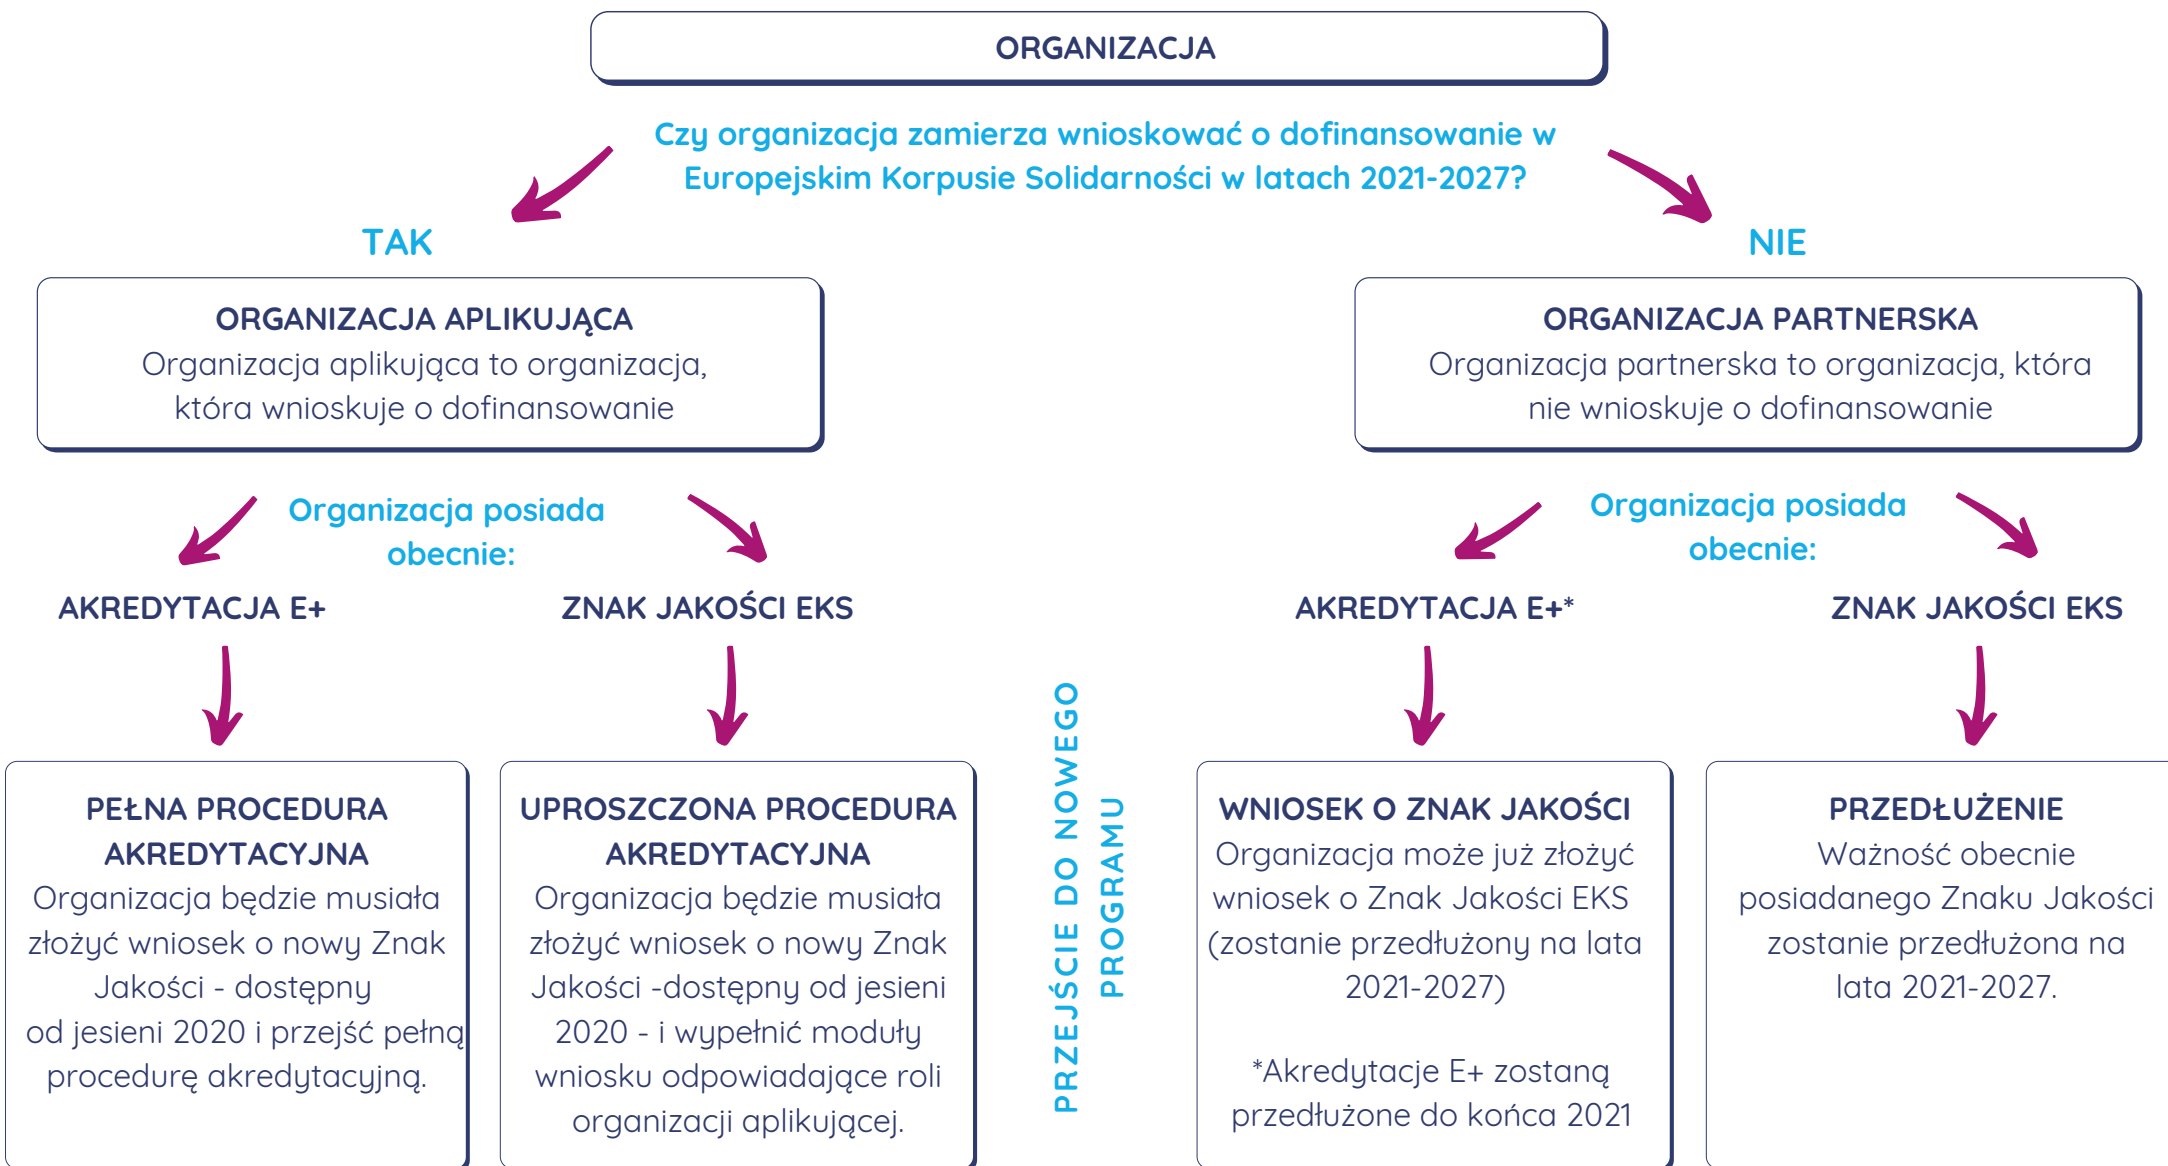 ORGANIZACJA
Czy organizacja zamierza wnioskować o dofinansowanie w
Europejskim Korpusie Solidarności w latach 2021-2027?
TAK
NIE
ORGANIZACJA APLIKUJĄCA
Organizacja aplikująca to organizacja,
która wnioskuje o dofinansowanie
ORGANIZACJA PARTNERSKA
Organizacja partnerska to organizacja, która
nie wnioskuje o dofinansowanie
Organizacja posiada
obecnie:
Organizacja posiada
obecnie:
AKREDYTACJA E+
ZNAK JAKOŚCI EKS
AKREDYTACJA E+*
ZNAK JAKOŚCI EKS
PEŁNA PROCEDURA
AKREDYTACYJNA
Organizacja będzie musiała
złożyć wniosek o nowy Znak
Jakości - dostępny
od jesieni 2020 i przejść pełną
procedurę akredytacyjną.
UPROSZCZONA PROCEDURA
AKREDYTACYJNA
Organizacja będzie musiała
złożyć wniosek o nowy Znak
Jakości -dostępny od jesieni
2020 - i wypełnić moduły
wniosku odpowiadające roli
organizacji aplikującej.
PRZEJŚCIE DO NOWEGO
PROGRAMU
WNIOSEK O ZNAK JAKOŚCI
Organizacja może już złożyć
wniosek o Znak Jakości EKS
(zostanie przedłużony na lata
2021-2027)
*Akredytacje E+ zostaną
przedłużone do końca 2021
PRZEDŁUŻENIE
Ważność obecnie
posiadanego Znaku Jakości
zostanie przedłużona na
lata 2021-2027.